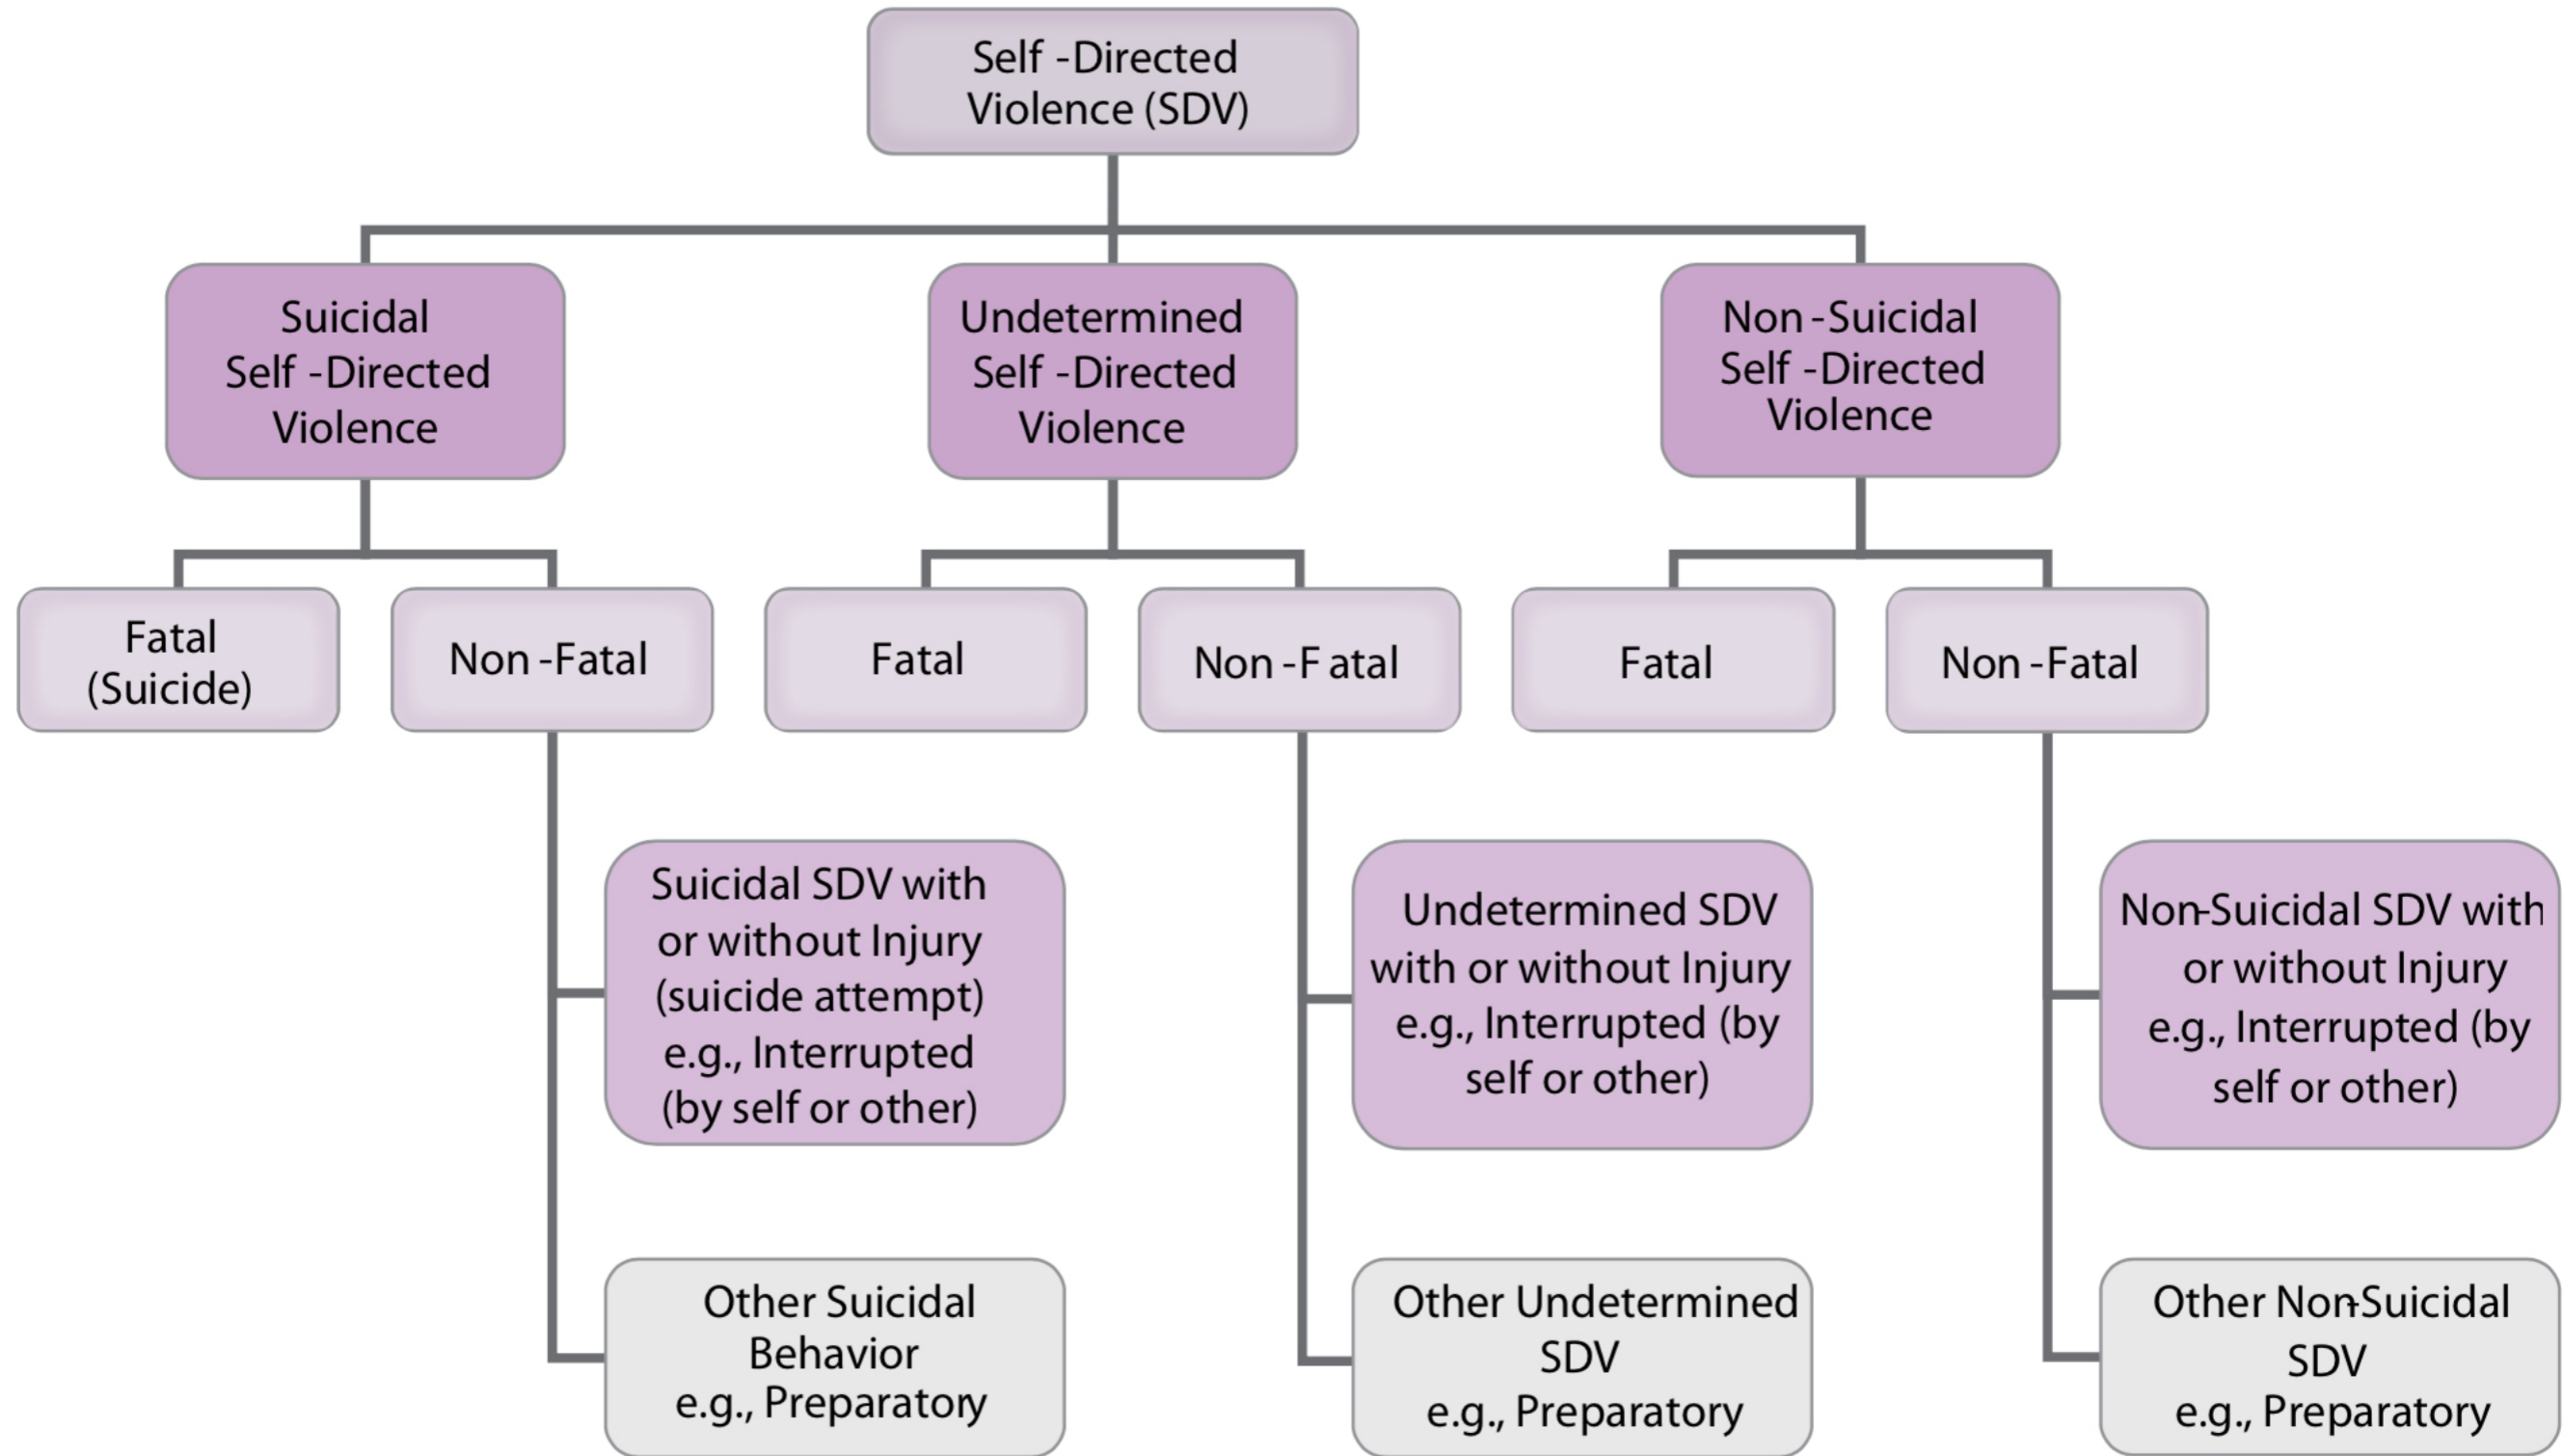 Self -Directed
Violence (SDV)
Suicidal
Self -Directed
Violence
Undetermined
Self -Directed
Violence
Non -Suicidal
Self -Directed
Violence
Fatal
(Suicide)
Non -Fatal
Fatal
Non -F atal
Fatal
Non -Fatal
Suicidal SDV with
or without Injury
(suicide attempt)
e.g., Interrupted
(by self or other)
Undetermined SDV
with or without Injury
e.g., Interrupted (by
self or other)
Non-Suicidal SDV with
or without Injury
e.g., Interrupted (by
self or other)
Other Suicidal
Behavior
e.g., Preparatory
Other Undetermined
SDV
e.g., Preparatory
Other Non-Suicidal
SDV
e.g., Preparatory